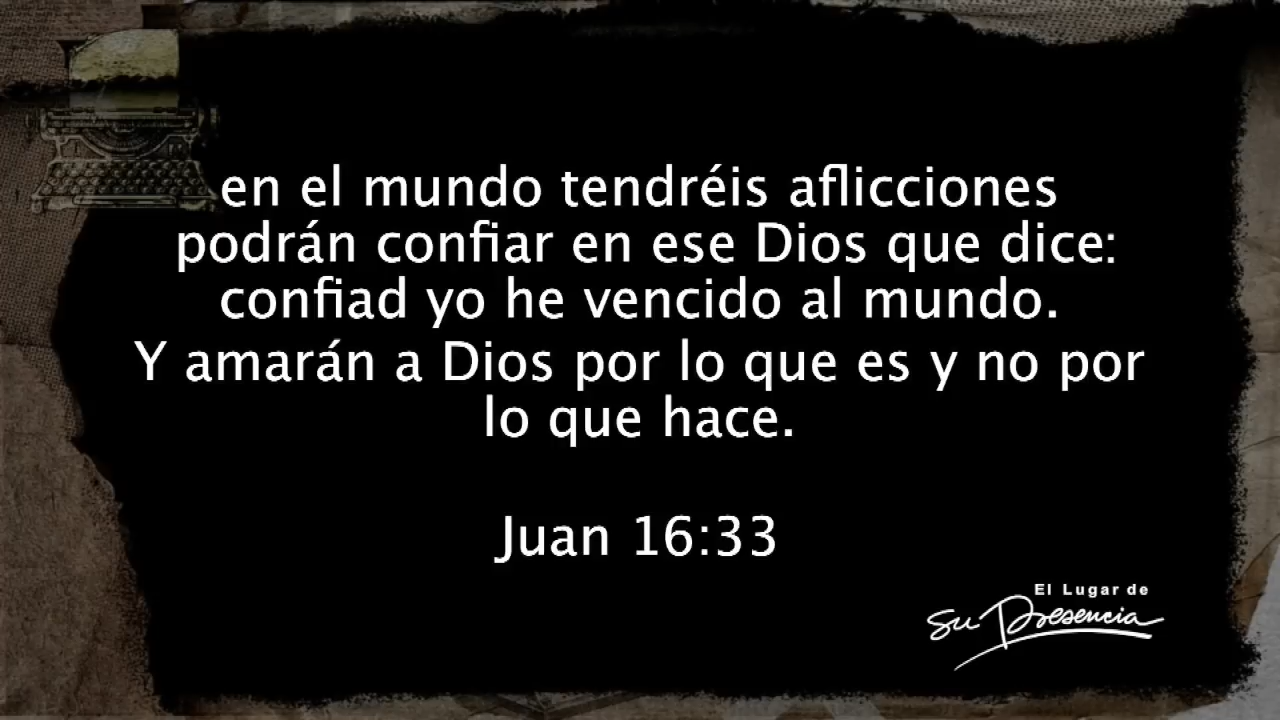 en el mundo tendréis aflicciones
podrán confiar en ese Dios que dice:
confiad yo he vencido al mundo.
Y amarán a Dios por lo que es y no por
lo que hace.
Juan 16:33
El Lugar de
Su Presencia